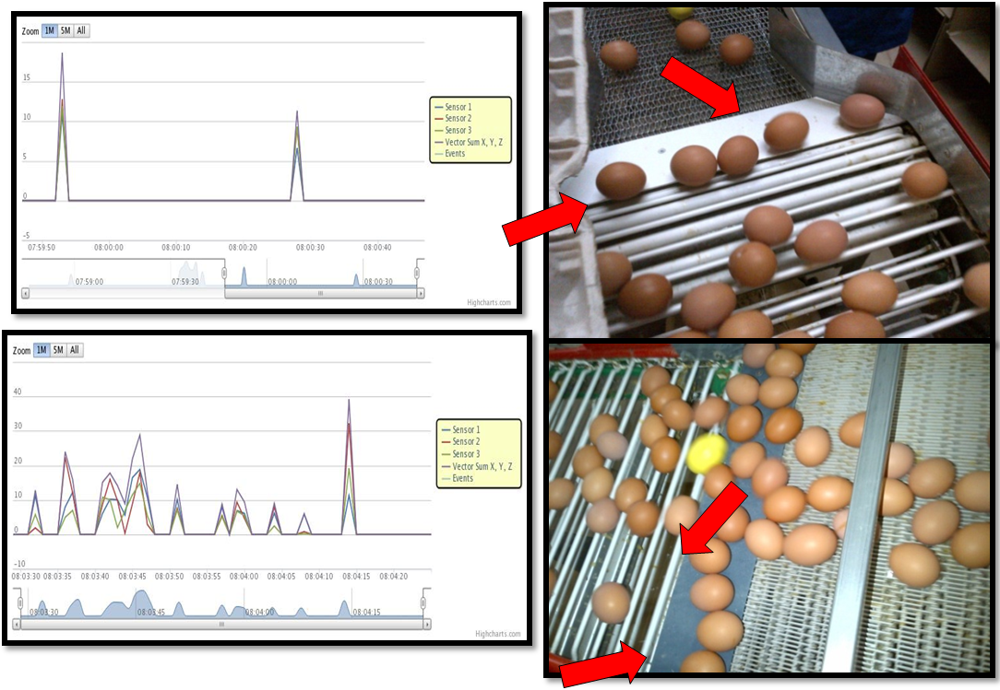 Zoom 1M 5M All
15
10
5
0
-5
07:59:50 08:00:00 08:00:10 08:00:20 08:00:30 08:00:40
07:59:00 07:59:30 08:00:00 08:00:30
Sensor 1
Sensor 2
Sensor 3
Vector Sum X, Y, Z
Events
Highcharts.com
Zoom 1M 5M All
40
30
20
10
0
-10
08:03:30 08:03:35 08:03:40 08:03:45 08:03:50 08:03:55 08:04:00 08:04:05 08:04:10 08:04:15 08:04:20
08:03:30 08:03:45 08:04:00 08:04:15
Sensor 1
Sensor 2
Sensor 3
Vector Sum X, Y, Z
Events
Highcharts.com